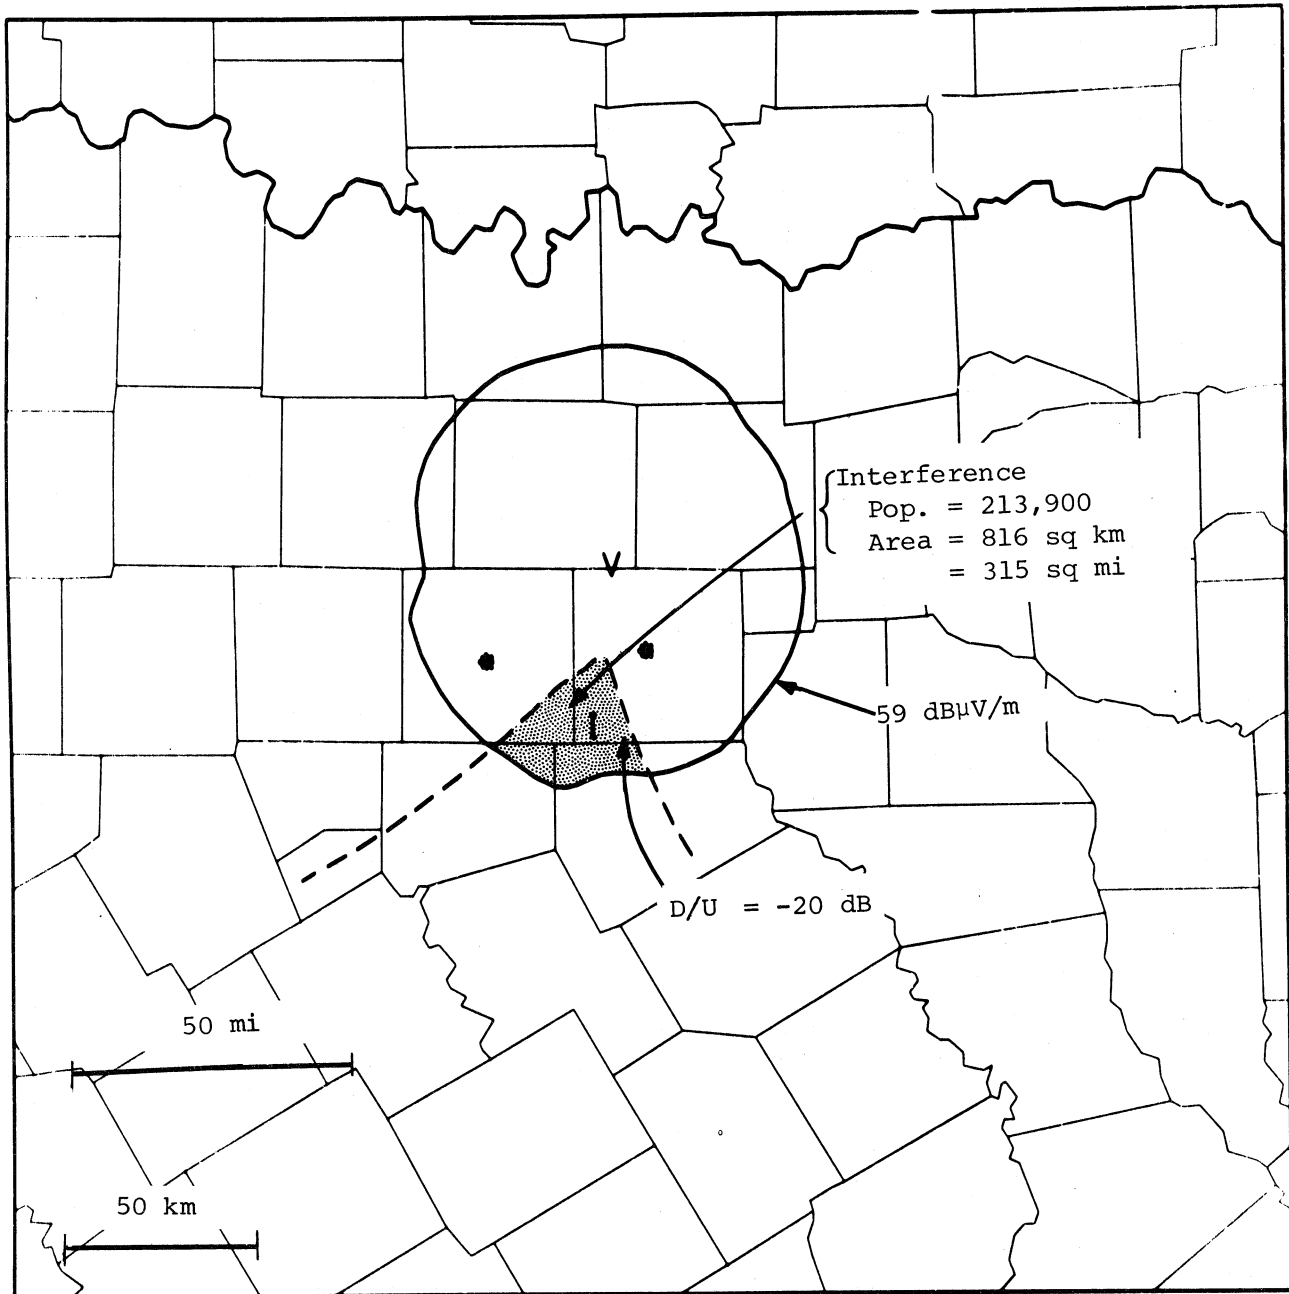 Interference
Pop. = 213,900
Area = 816 sq km
= 315 sq mi
V
59 dBµV/m
I
D/U = -20 dB
50 mi
50 km